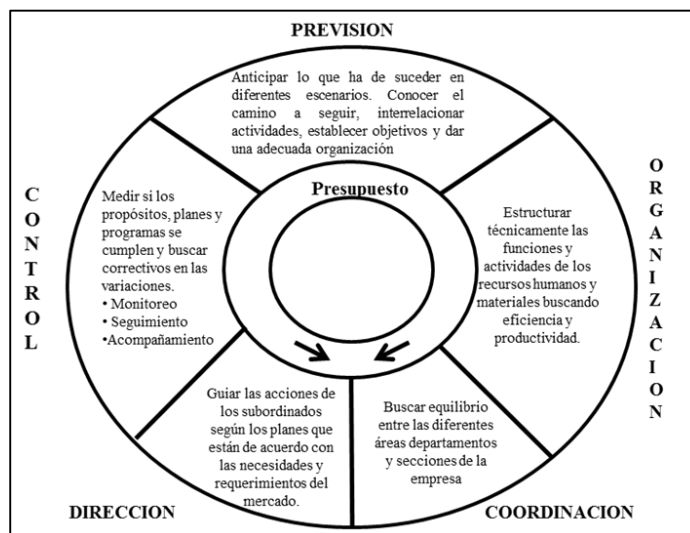 PREVISION
Anticipar lo que ha de suceder en
diferentes escenarios. Conocer el
camino a seguir, interrelacionar
actividades, establecer objetivos y dar
una adecuada organización
Presupuesto
CONTROL
Medir si los
propósitos, planes y
programas se
cumplen y buscar
correctivos en las
variaciones.
• Monitoreo
• Seguimiento
•Acompañamiento
ORGANIZACION
Estructurar
técnicamente las
funciones y
actividades de los
recursos humanos y
materiales buscando
eficiencia y
productividad.
Guiar las acciones de
los subordinados
según los planes que
están de acuerdo con
las necesidades y
requerimientos del
mercado.
Buscar equilibrio
entre las diferentes
áreas departamentos
y secciones de la
empresa
DIRECCION
COORDINACION